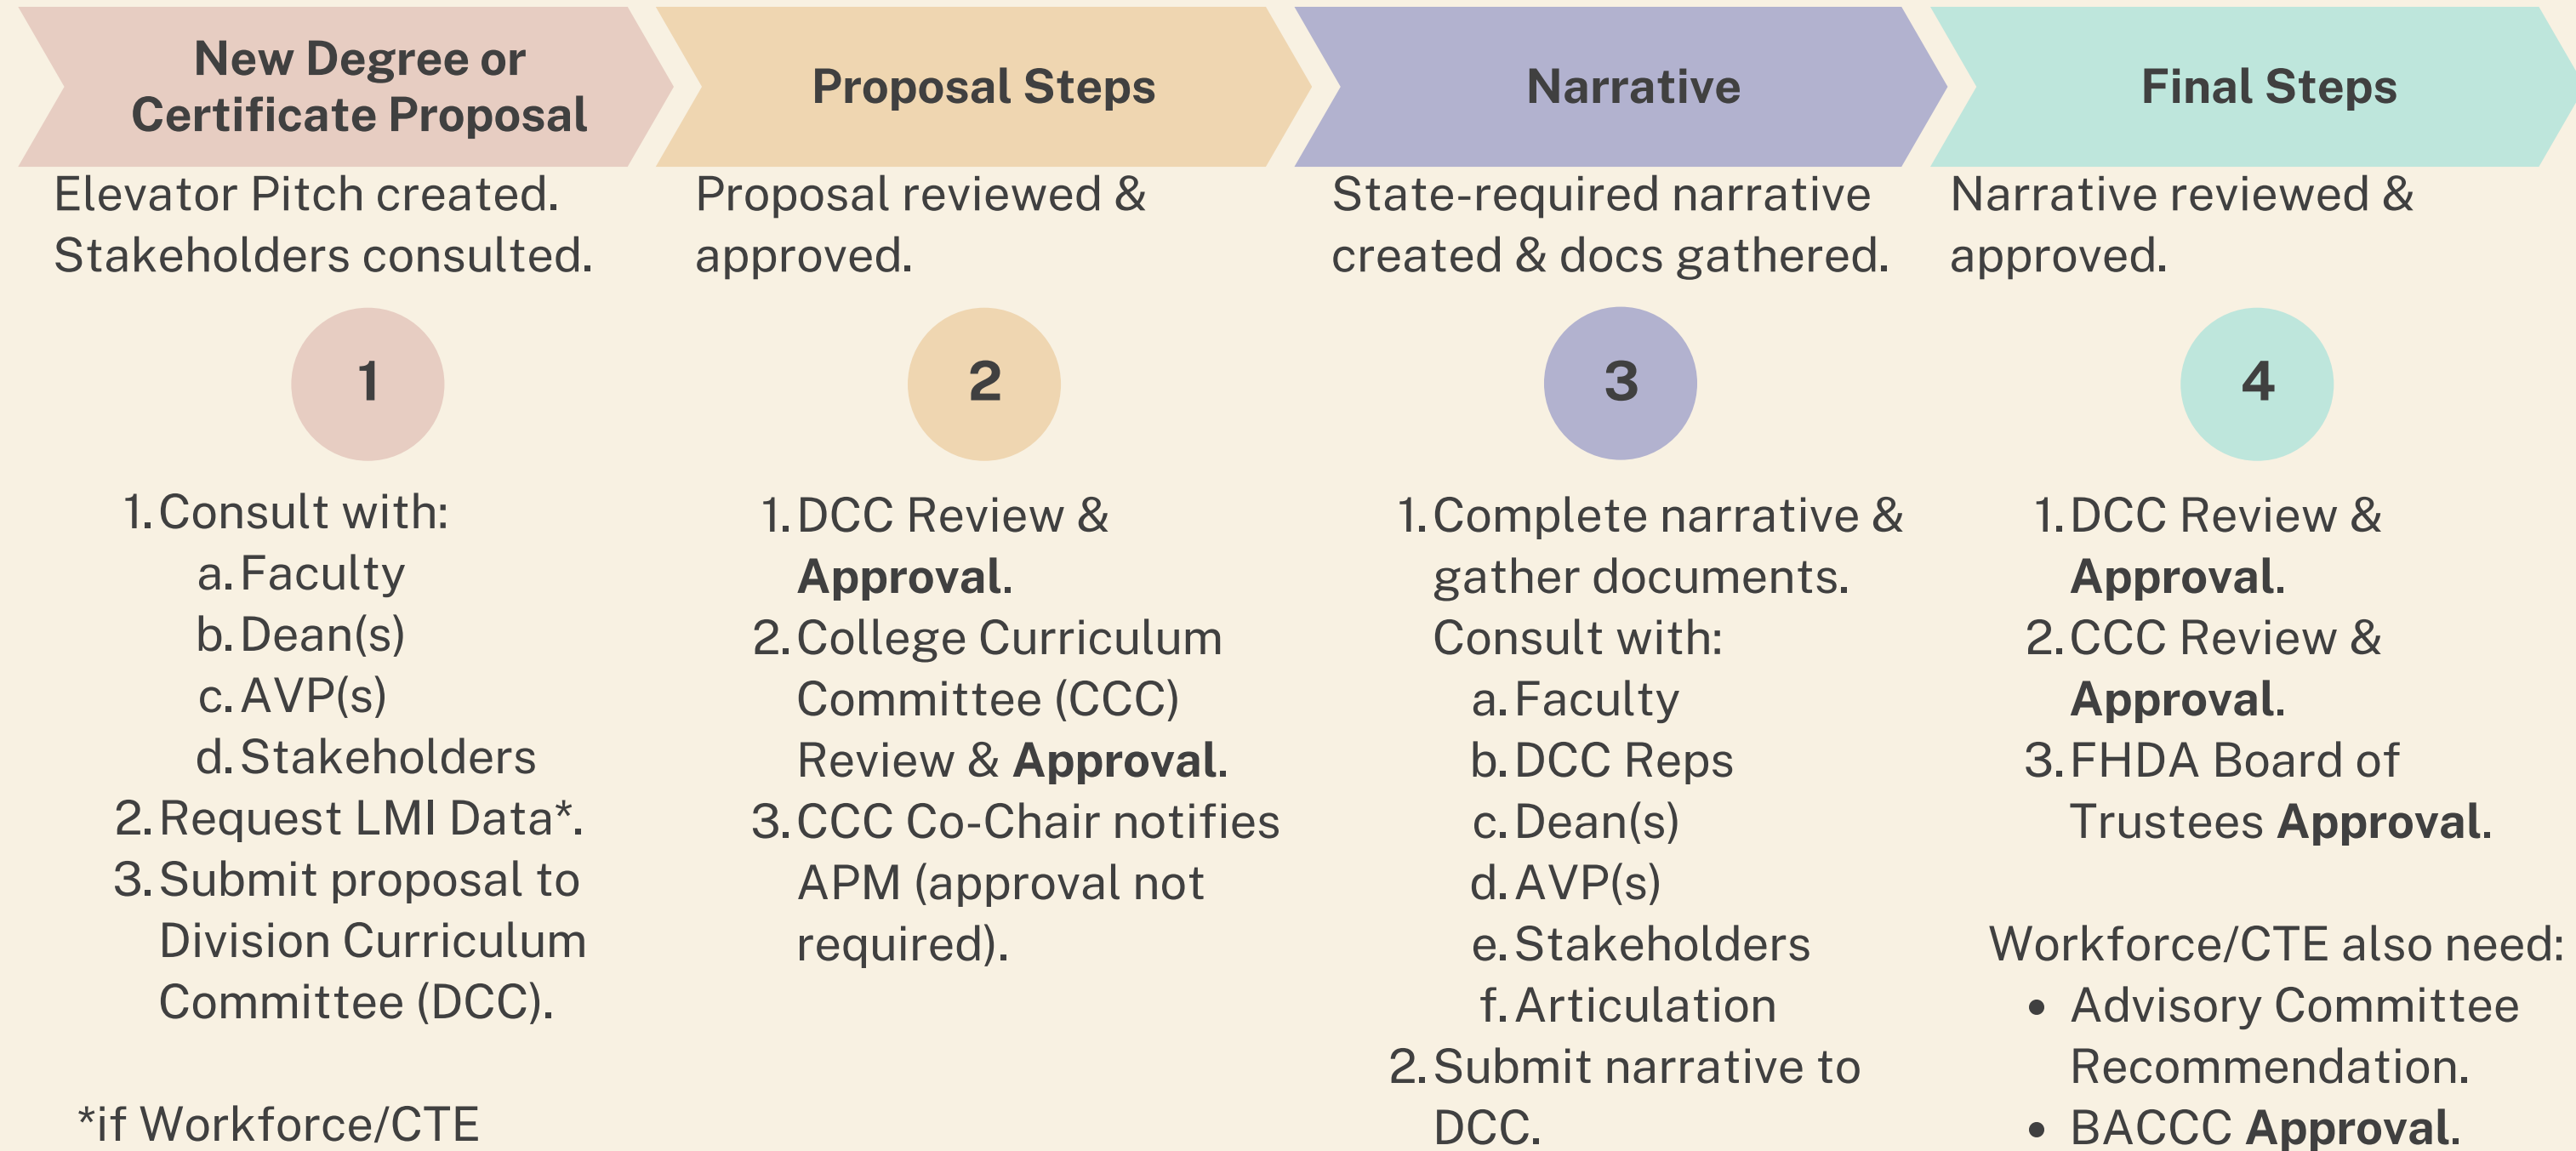 New Degree or
Certificate Proposal
Elevator Pitch created.
Stakeholders consulted.
1
1. Consult with:
a. Faculty
b. Dean(s)
c. AVP(s)
d. Stakeholders
2. Request LMI Data*.
3. Submit proposal to
Division Curriculum
Committee (DCC).
*if Workforce/CTE
Proposal Steps
Proposal reviewed &
approved.
2
1. DCC Review &
Approval.
2. College Curriculum
Committee (CCC)
Review & Approval.
3. CCC Co-Chair notifies
APM (approval not
required).
Narrative
State-required narrative
created & docs gathered.
3
1. Complete narrative &
gather documents.
Consult with:
a. Faculty
b. DCC Reps
c. Dean(s)
d. AVP(s)
e. Stakeholders
f. Articulation
2. Submit narrative to
DCC.
Final Steps
Narrative reviewed &
approved.
4
1. DCC Review &
Approval.
2. CCC Review &
Approval.
3. FHDA Board of
Trustees Approval.
Workforce/CTE also need:
• Advisory Committee
Recommendation.
• BACCC Approval.